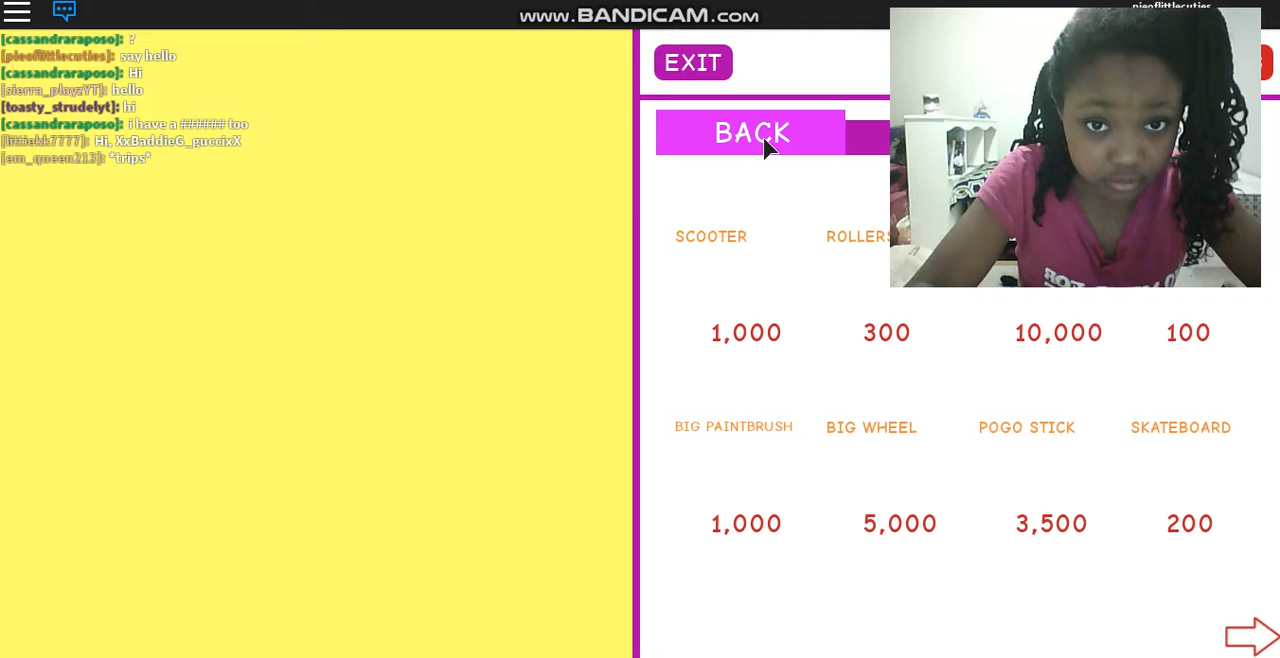 www.BANDICAM.com
pieoflittlecuties
[cassandraraposo]: ?
[pieoflittlecuties]: say hello
[cassandraraposo]: Hi
[sierra_playzYT]: hello
[toasty_strudelyt]: hi
[cassandraraposo]: i have a ###### too
Hi, XxBaddieG_guccixX
[em_queen213]: *trips*
EXIT
BACK
SCOOTER ROLLERS
1,000 300 10,000 100
BIG PAINTBRUSH BIG WHEEL POGO STICK SKATEBOARD
1,000 5,000 3,500 200